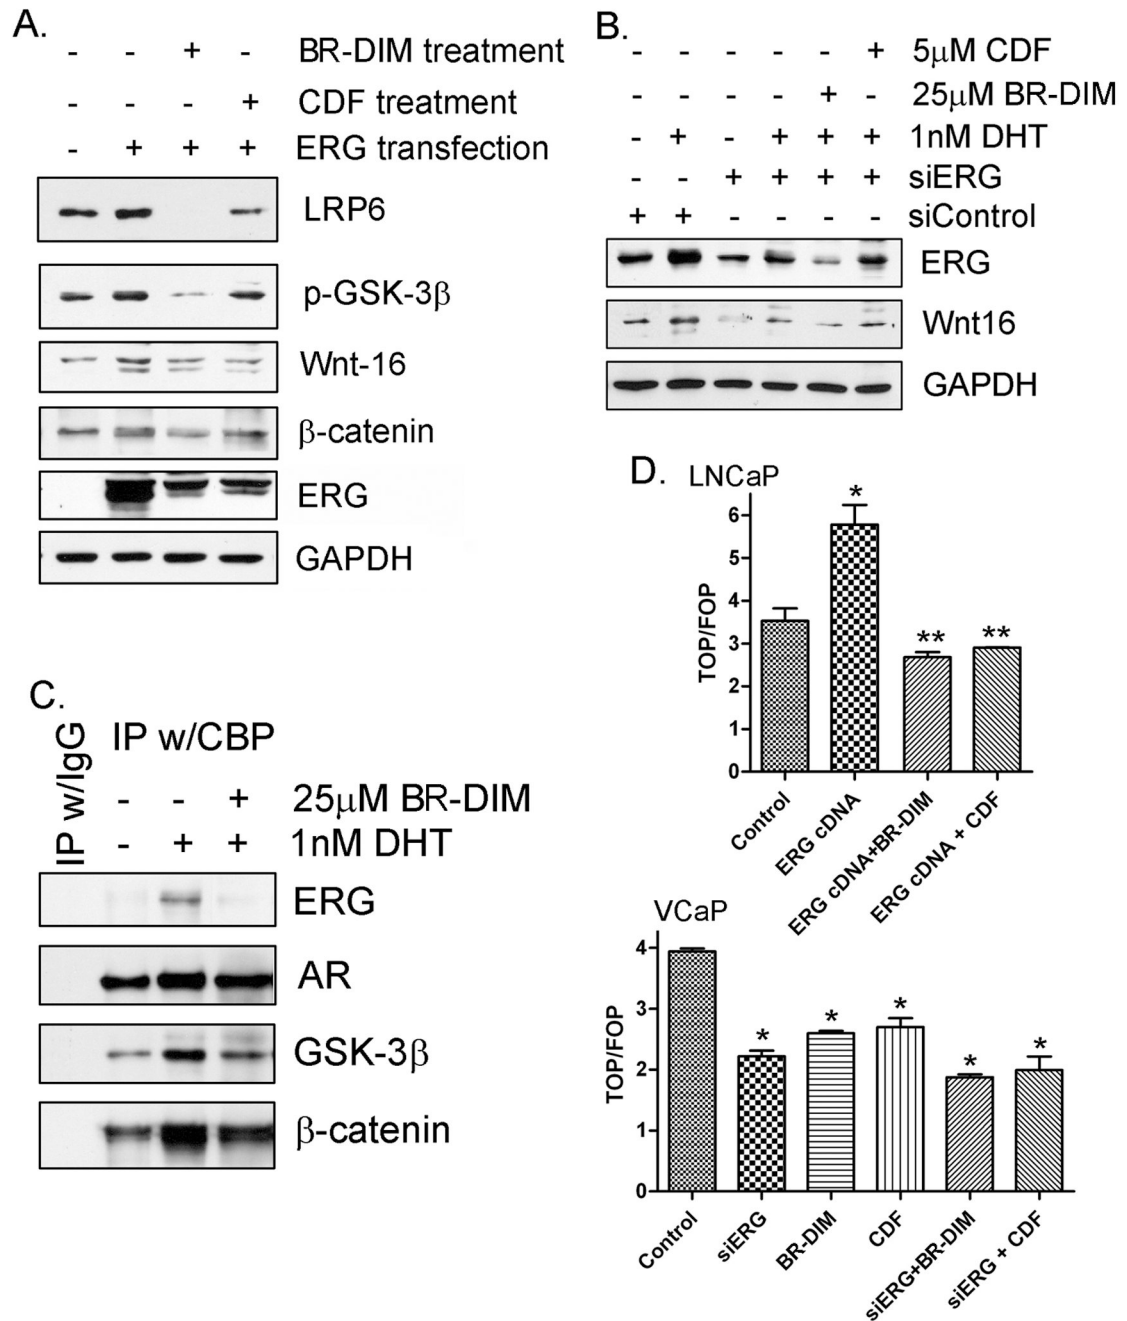 A.
- - + - BR-DIM treatment
- - - + CDF treatment
- + + + ERG transfection
LRP6
p-GSK-3β
Wnt-16
β-catenin
ERG
GAPDH
B.
- - - - - + 5μM CDF
- - - - + - 25μM BR-DIM
- + - + + + 1nM DHT
- - + + + + siERG
+ + - - - - siControl
ERG
Wnt16
GAPDH
C.
IP w/IgG
IP w/CBP
- - + 25μM BR-DIM
- + + 1nM DHT
ERG
AR
GSK-3β
β-catenin
D.
LNCaP
TOP/FOP
6
5
4
3
2
1
0
*
**
**
Control
ERG cDNA
ERG cDNA+BR-DIM
ERG cDNA + CDF
VCaP
TOP/FOP
4
3
2
1
0
*
*
*
*
*
Control
siERG
BR-DIM
CDF
siERG+BR-DIM
siERG + CDF